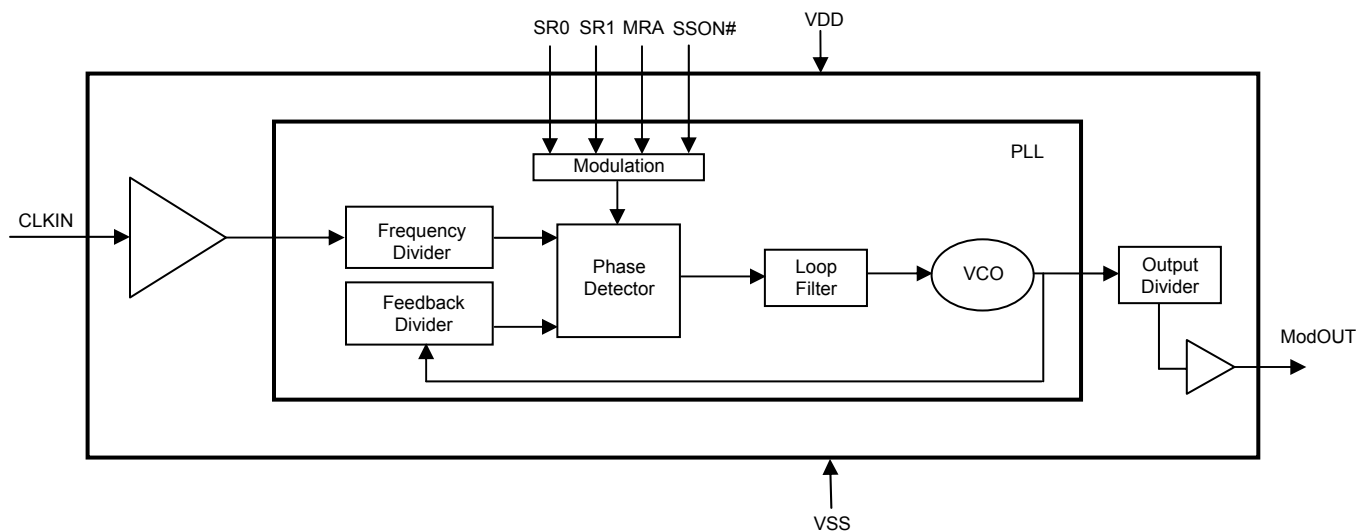 SR0 SR1 MRA SSON#
VDD
PLL
Modulation
CLKIN
Frequency
Divider
Phase
Detector
Loop
Filter
VCO
Output
Divider
Feedback
Divider
ModOUT
VSS